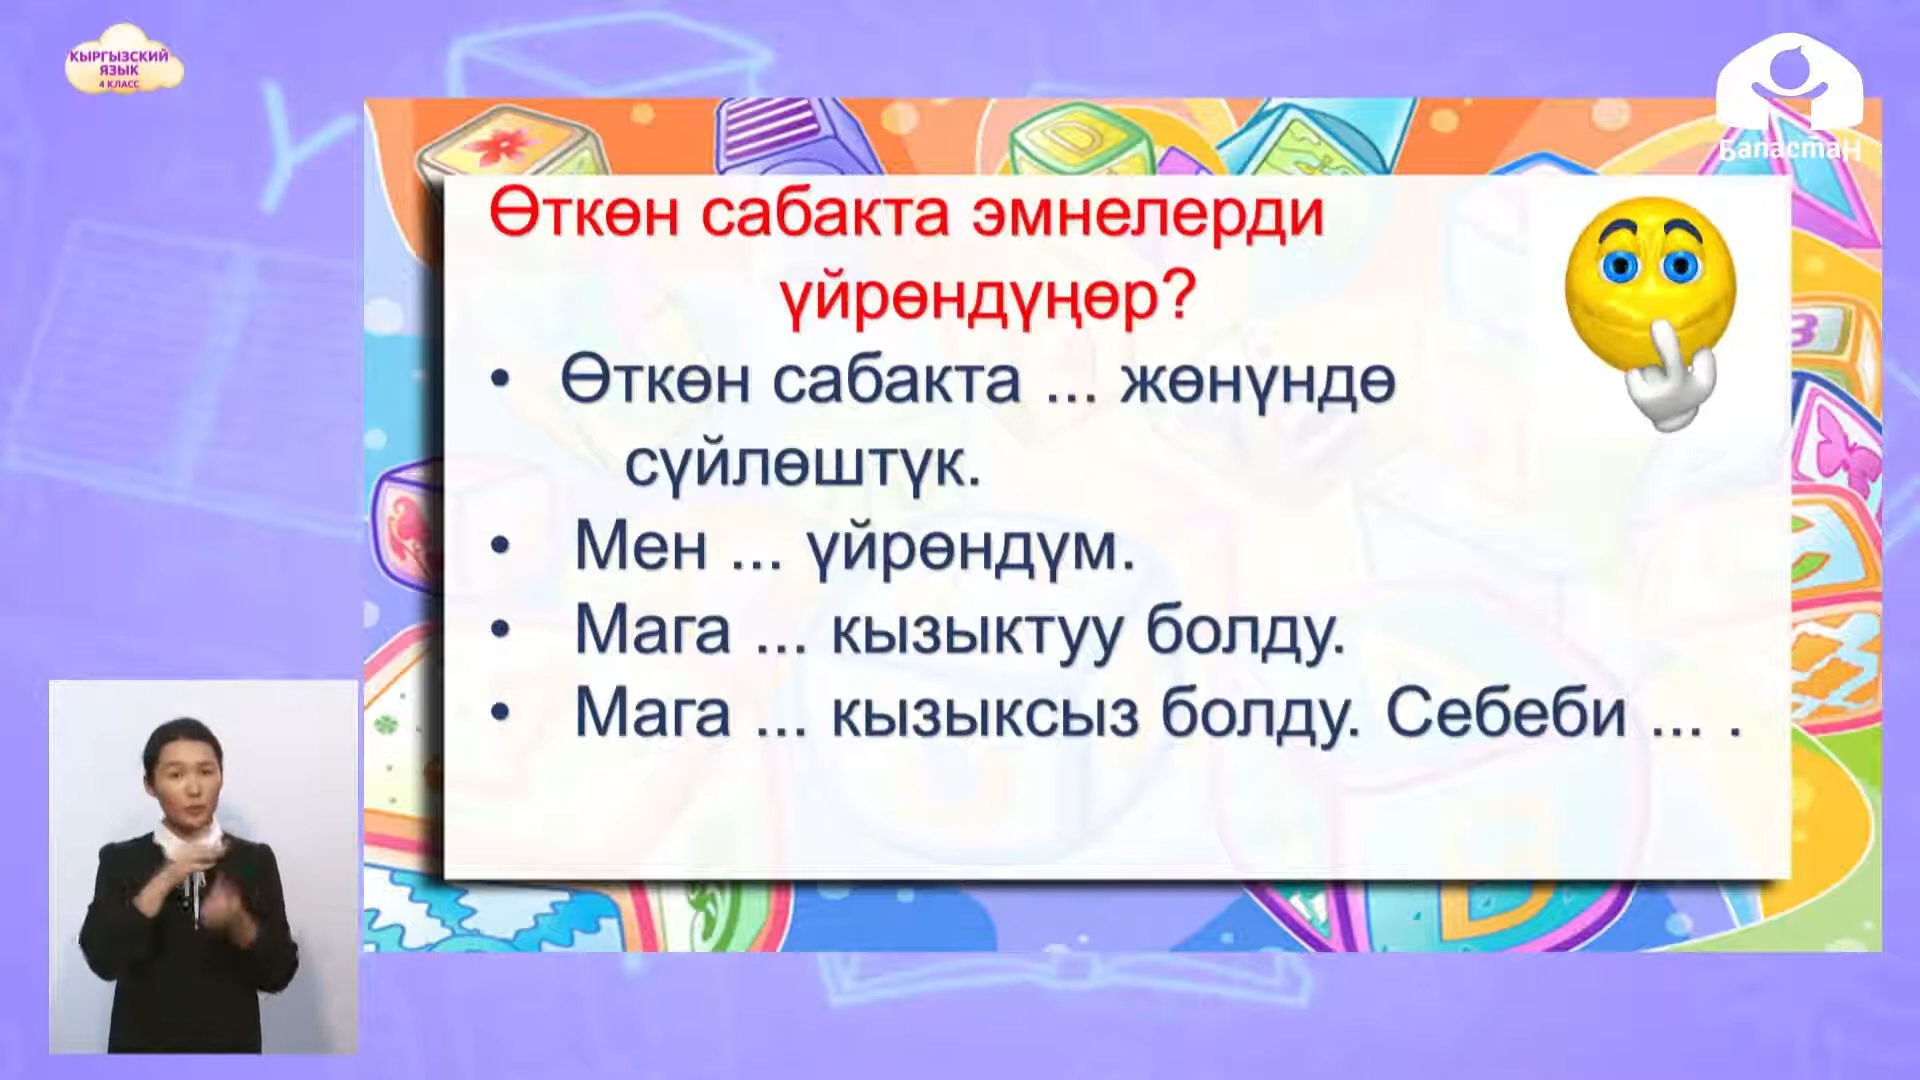 КЫРГЫЗСКИЙ
ЯЗЫК
4 КЛАСС
Баластан
Өткөн сабакта эмнелерди
үйрөндүңөр?
• Өткөн сабакта ... жөнүндө
сүйлөштүк.
• Мен ... үйрөндүм.
• Мага ... кызыктуу болду.
• Мага ... кызыксыз болду. Себеби ... .